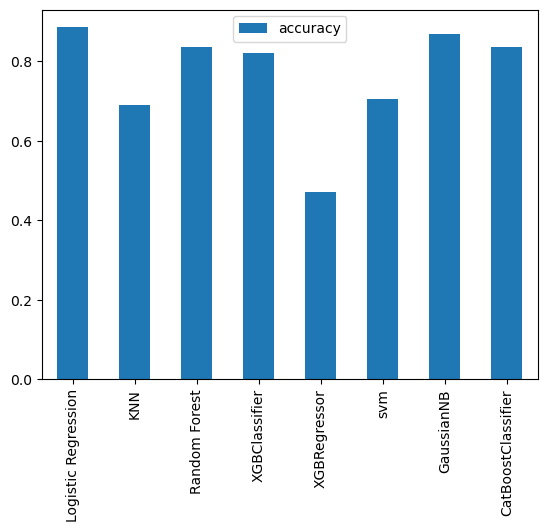 accuracy
0.8
0.6
0.4
0.2
0.0
Logistic Regression
KNN
Random Forest
XGBClassifier
XGBRegressor
svm
GaussianNB
CatBoostClassifier